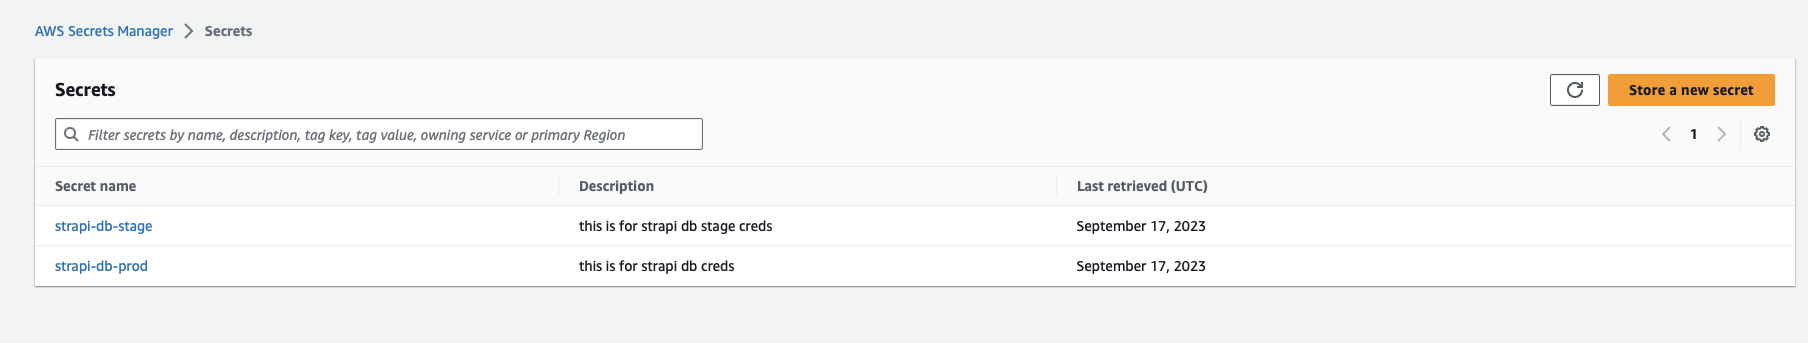 AWS Secrets Manager > Secrets
Secrets
Store a new secret
Filter secrets by name, description, tag key, tag value, owning service or primary Region
1
Secret name Description Last retrieved (UTC)
strapi-db-stage this is for strapi db stage creds September 17, 2023
strapi-db-prod this is for strapi db creds September 17, 2023